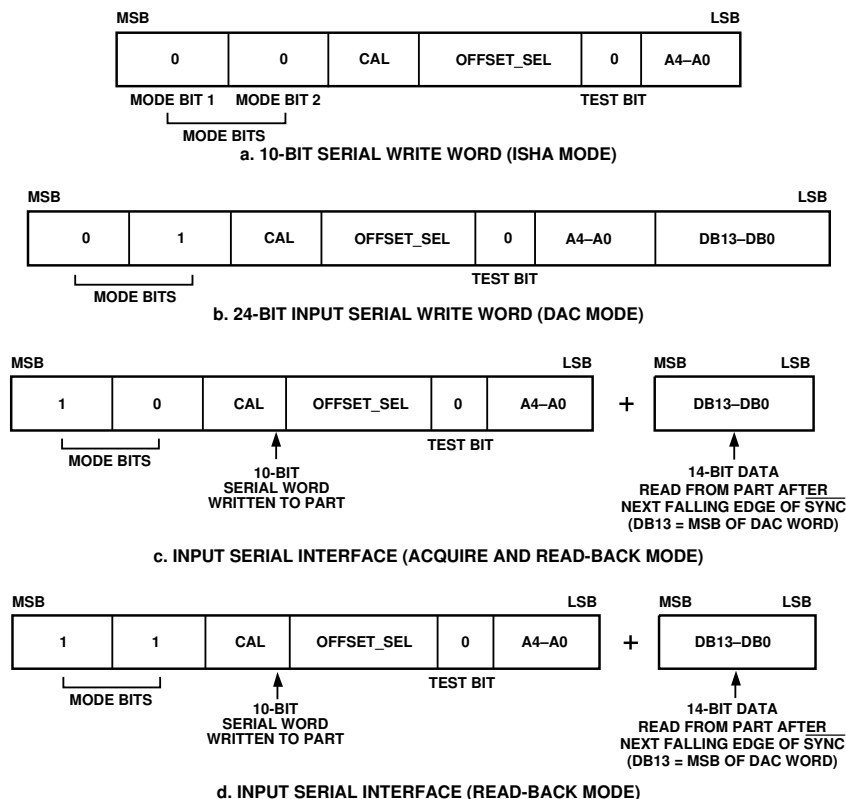 MSB LSB
0 0 CAL OFFSET_SEL 0 A4–A0
MODE BIT 1 MODE BIT 2 TEST BIT
MODE BITS
a. 10-BIT SERIAL WRITE WORD (ISHA MODE)
MSB LSB
0 1 CAL OFFSET_SEL 0 A4–A0 DB13–DB0
TEST BIT
MODE BITS
b. 24-BIT INPUT SERIAL WRITE WORD (DAC MODE)
MSB LSB MSB LSB
1 0 CAL OFFSET_SEL 0 A4–A0 + DB13–DB0
TEST BIT
MODE BITS
10-BIT
SERIAL WORD
WRITTEN TO PART
14-BIT DATA
READ FROM PART AFTER
NEXT FALLING EDGE OF SYNC
(DB13 = MSB OF DAC WORD)
c. INPUT SERIAL INTERFACE (ACQUIRE AND READ-BACK MODE)
MSB LSB MSB LSB
1 1 CAL OFFSET_SEL 0 A4–A0 + DB13–DB0
TEST BIT
MODE BITS
10-BIT
SERIAL WORD
WRITTEN TO PART
14-BIT DATA
READ FROM PART AFTER
NEXT FALLING EDGE OF SYNC
(DB13 = MSB OF DAC WORD)
d. INPUT SERIAL INTERFACE (READ-BACK MODE)